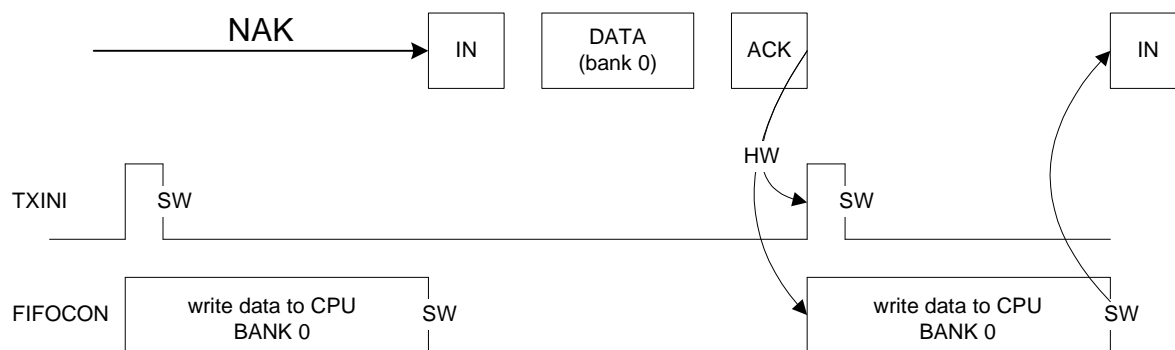 NAK
IN
DATA
(bank 0)
ACK
IN
HW
TXINI
SW
SW
FIFOCON
write data to CPU
BANK 0
SW
write data to CPU
BANK 0
SW